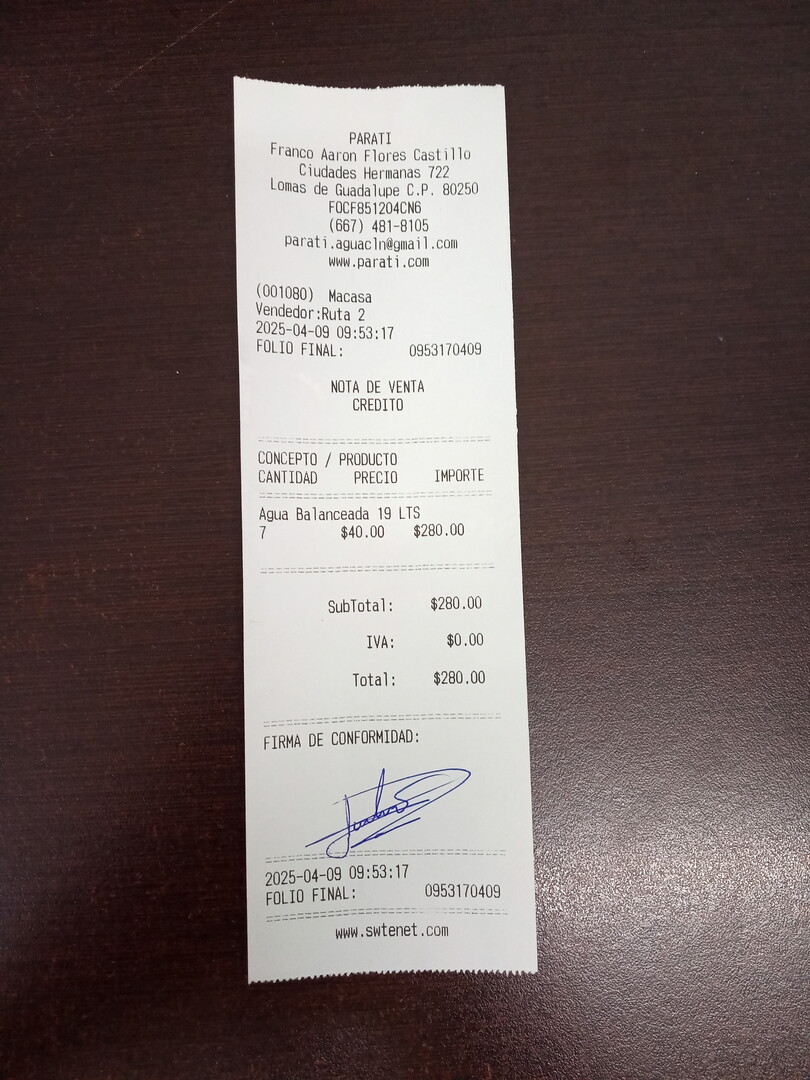 PARATI
Franco Aaron Flores Castillo
Ciudades Hermanas 722
Lomas de Guadalupe C.P. 80250
FOCF851204CN6
(667) 481-8105
parati.aguacln@gmail.com
www.parati.com
(001080) Macasa
Vendedor:Ruta 2
2025-04-09 09:53:17
FOLIO FINAL: 0953170409
NOTA DE VENTA
CREDITO
CONCEPTO / PRODUCTO
CANTIDAD PRECIO IMPORTE
Agua Balanceada 19 LTS
7 $40.00 $280.00
SubTotal: $280.00
IVA: $0.00
Total: $280.00
FIRMA DE CONFORMIDAD:
2025-04-09 09:53:17
FOLIO FINAL: 0953170409
www.swtenet.com